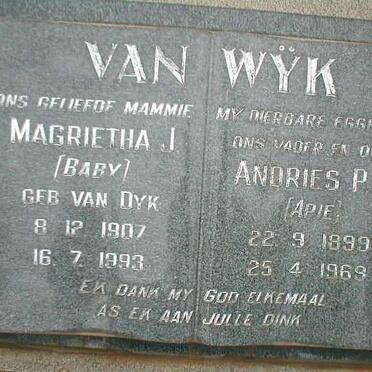 VAN WŸK
ONS GELIEFDE MAMMIE
MAGRIETHA J.
[BABY]
GEB VAN DYK
8 12 1907
16 7 1993
MY DIERBARE EGGE
ONS VADER EN O
ANDRIES P
[APIE]
22 9 1899
25 4 1969
EK DANK MY GOD ELKEMAAL
AS EK AAN JULLE DINK